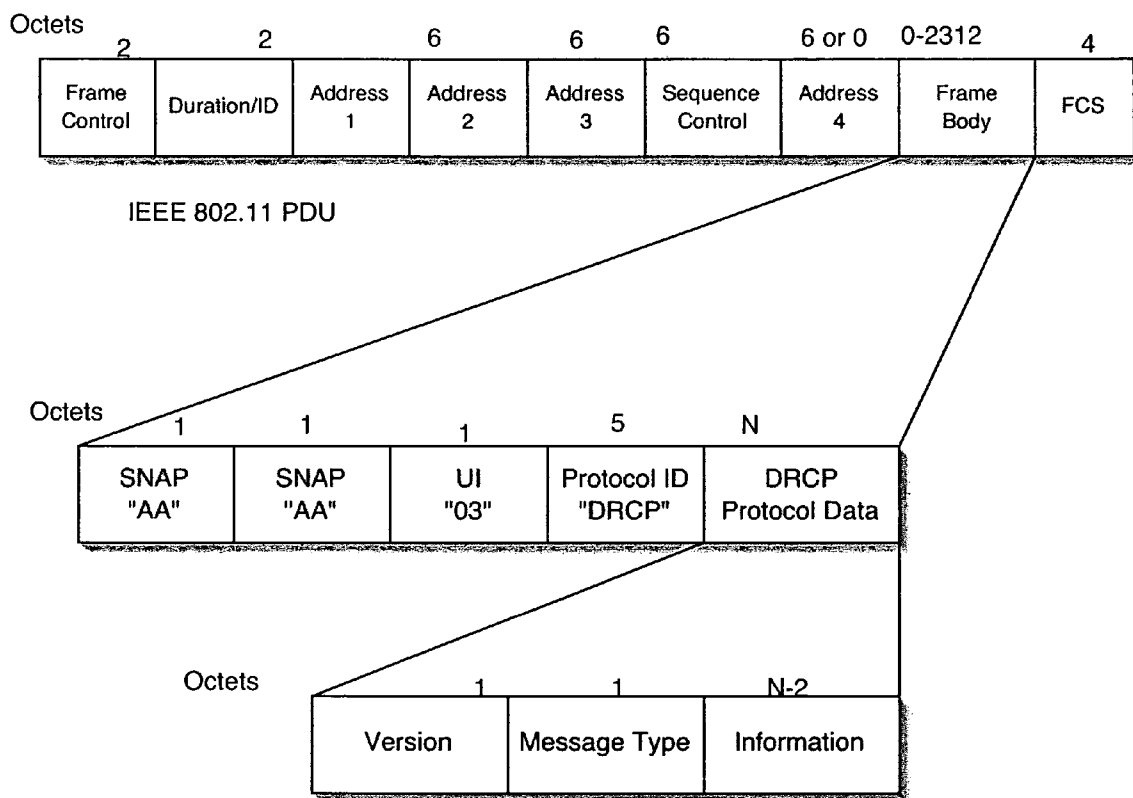 Octets
2 2 6 6 6 6 or 0 0-2312 4
Frame Control
Duration/ID
Address 1
Address 2
Address 3
Sequence Control
Address 4
Frame Body
FCS
IEEE 802.11 PDU
Octets
1 1 1 5 N
SNAP "AA"
SNAP "AA"
UI "03"
Protocol ID "DRCP"
DRCP Protocol Data
Octets
1 1 N-2
Version
Message Type
Information